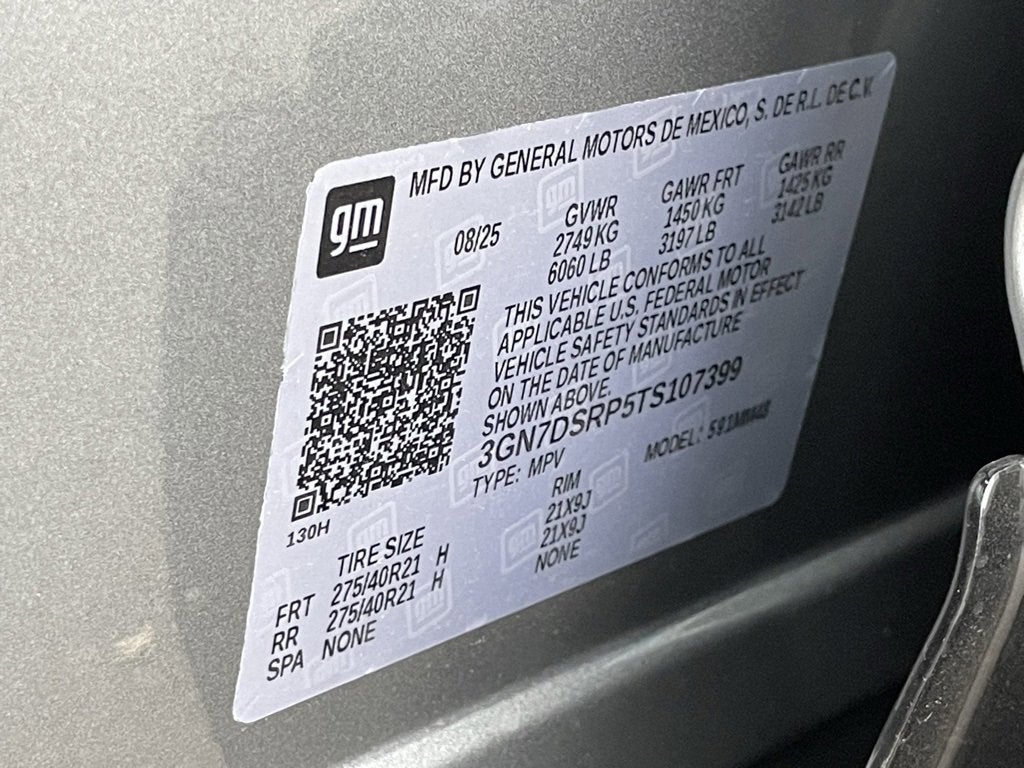 MFD BY GENERAL MOTORS DE MEXICO, S. DE R.L. DE C.V.
gm
08/25
GVWR GAWR FRT GAWR RR
2749 KG 1450 KG 1425 KG
6060 LB 3197 LB 3142 LB
THIS VEHICLE CONFORMS TO ALL
APPLICABLE U.S. FEDERAL MOTOR
VEHICLE SAFETY STANDARDS IN EFFECT
ON THE DATE OF MANUFACTURE
SHOWN ABOVE.
3GN7DSRP5TS107399
TYPE: MPV MODEL:
130H
TIRE SIZE RIM
FRT 275/40R21 H 21X9J
RR 275/40R21 H 21X9J
SPA NONE NONE